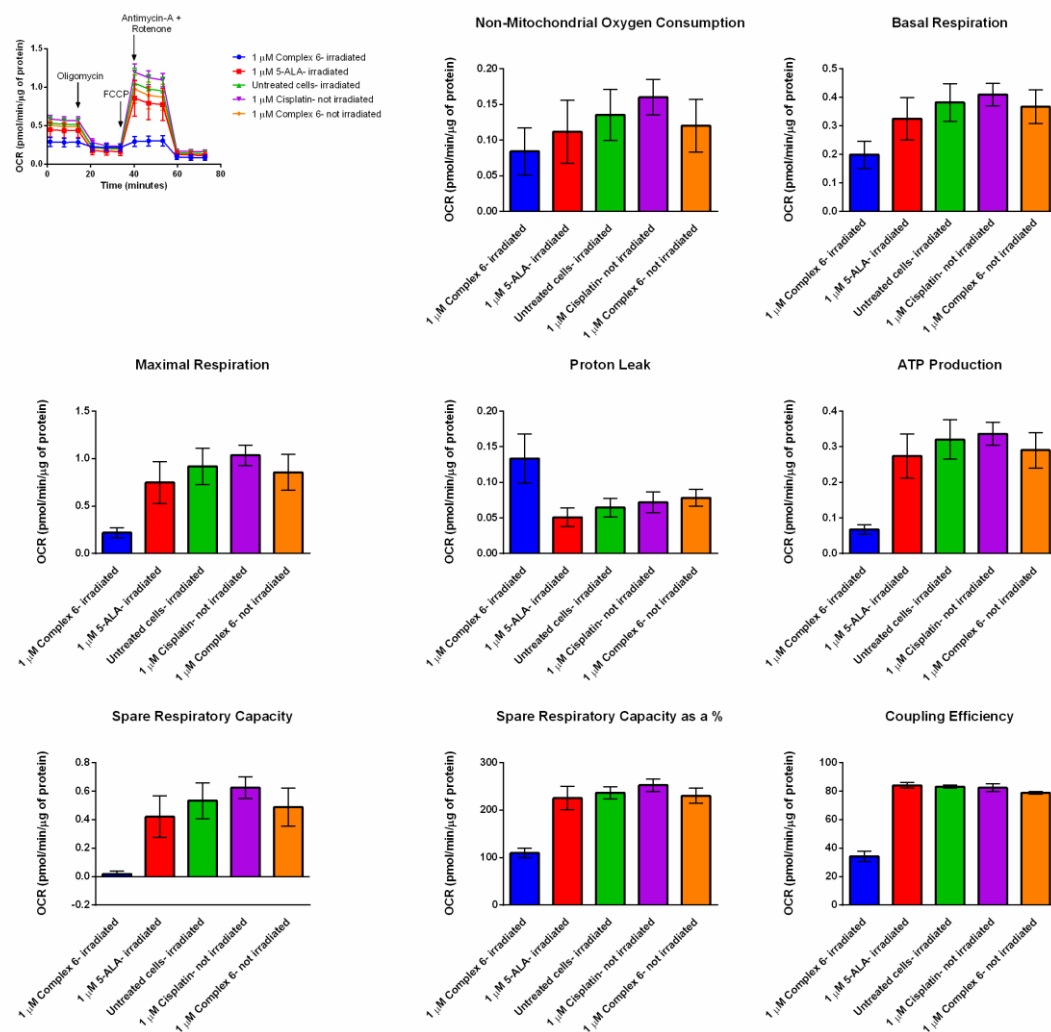 Antimycin-A +
Rotenone
Oligomycin
FCCP
OCR (pmol/min/µg of protein)
1.5
1.0
0.5
0.0
0 20 40 60 80
Time (minutes)
1 µM Complex 6- irradiated
1 µM 5-ALA- irradiated
Untreated cells- irradiated
1 µM Cisplatin- not irradiated
1 µM Complex 6- not irradiated
Non-Mitochondrial Oxygen Consumption
OCR (pmol/min/µg of protein)
0.20
0.15
0.10
0.05
0.00
1 µM Complex 6- irradiated
1 µM 5-ALA- irradiated
Untreated cells- irradiated
1 µM Cisplatin- not irradiated
1 µM Complex 6- not irradiated
Basal Respiration
OCR (pmol/min/µg of protein)
0.5
0.4
0.3
0.2
0.1
0.0
1 µM Complex 6- irradiated
1 µM 5-ALA- irradiated
Untreated cells- irradiated
1 µM Cisplatin- not irradiated
1 µM Complex 6- not irradiated
Maximal Respiration
OCR (pmol/min/µg of protein)
1.5
1.0
0.5
0.0
1 µM Complex 6- irradiated
1 µM 5-ALA- irradiated
Untreated cells- irradiated
1 µM Cisplatin- not irradiated
1 µM Complex 6- not irradiated
Proton Leak
OCR (pmol/min/µg of protein)
0.20
0.15
0.10
0.05
0.00
1 µM Complex 6- irradiated
1 µM 5-ALA- irradiated
Untreated cells- irradiated
1 µM Cisplatin- not irradiated
1 µM Complex 6- not irradiated
ATP Production
OCR (pmol/min/µg of protein)
0.4
0.3
0.2
0.1
0.0
1 µM Complex 6- irradiated
1 µM 5-ALA- irradiated
Untreated cells- irradiated
1 µM Cisplatin- not irradiated
1 µM Complex 6- not irradiated
Spare Respiratory Capacity
OCR (pmol/min/µg of protein)
0.8
0.6
0.4
0.2
0.0
-0.2
1 µM Complex 6- irradiated
1 µM 5-ALA- irradiated
Untreated cells- irradiated
1 µM Cisplatin- not irradiated
1 µM Complex 6- not irradiated
Spare Respiratory Capacity as a %
OCR (pmol/min/µg of protein)
300
200
100
0
1 µM Complex 6- irradiated
1 µM 5-ALA- irradiated
Untreated cells- irradiated
1 µM Cisplatin- not irradiated
1 µM Complex 6- not irradiated
Coupling Efficiency
OCR (pmol/min/µg of protein)
100
80
60
40
20
0
1 µM Complex 6- irradiated
1 µM 5-ALA- irradiated
Untreated cells- irradiated
1 µM Cisplatin- not irradiated
1 µM Complex 6- not irradiated